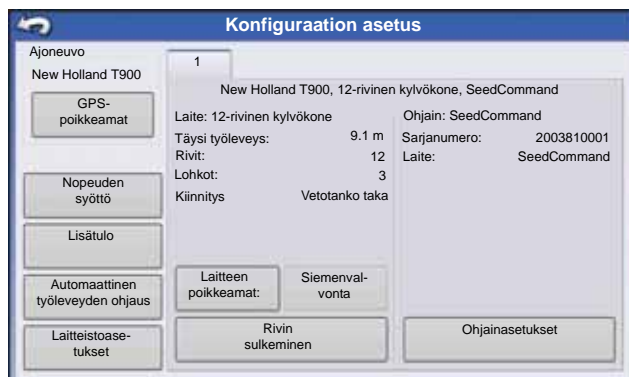 Konfiguraation asetus
Ajoneuvo
New Holland T900
GPS-
poikkeamat
Nopeuden
syöttö
Lisätulo
Automaattinen
työleveyden ohjaus
Laitteistoase-
tukset
1
New Holland T900, 12-rivinen kylvökone, SeedCommand
Laite: 12-rivinen kylvökone
Täysi työleveys: 9.1 m
Rivit: 12
Lohkot: 3
Kiinnitys Vetotanko taka
Laitteen
poikkeamat:
Siemenval-
vonta
Rivin
sulkeminen
Ohjain: SeedCommand
Sarjanumero: 2003810001
Laite: SeedCommand
Ohjainasetukset